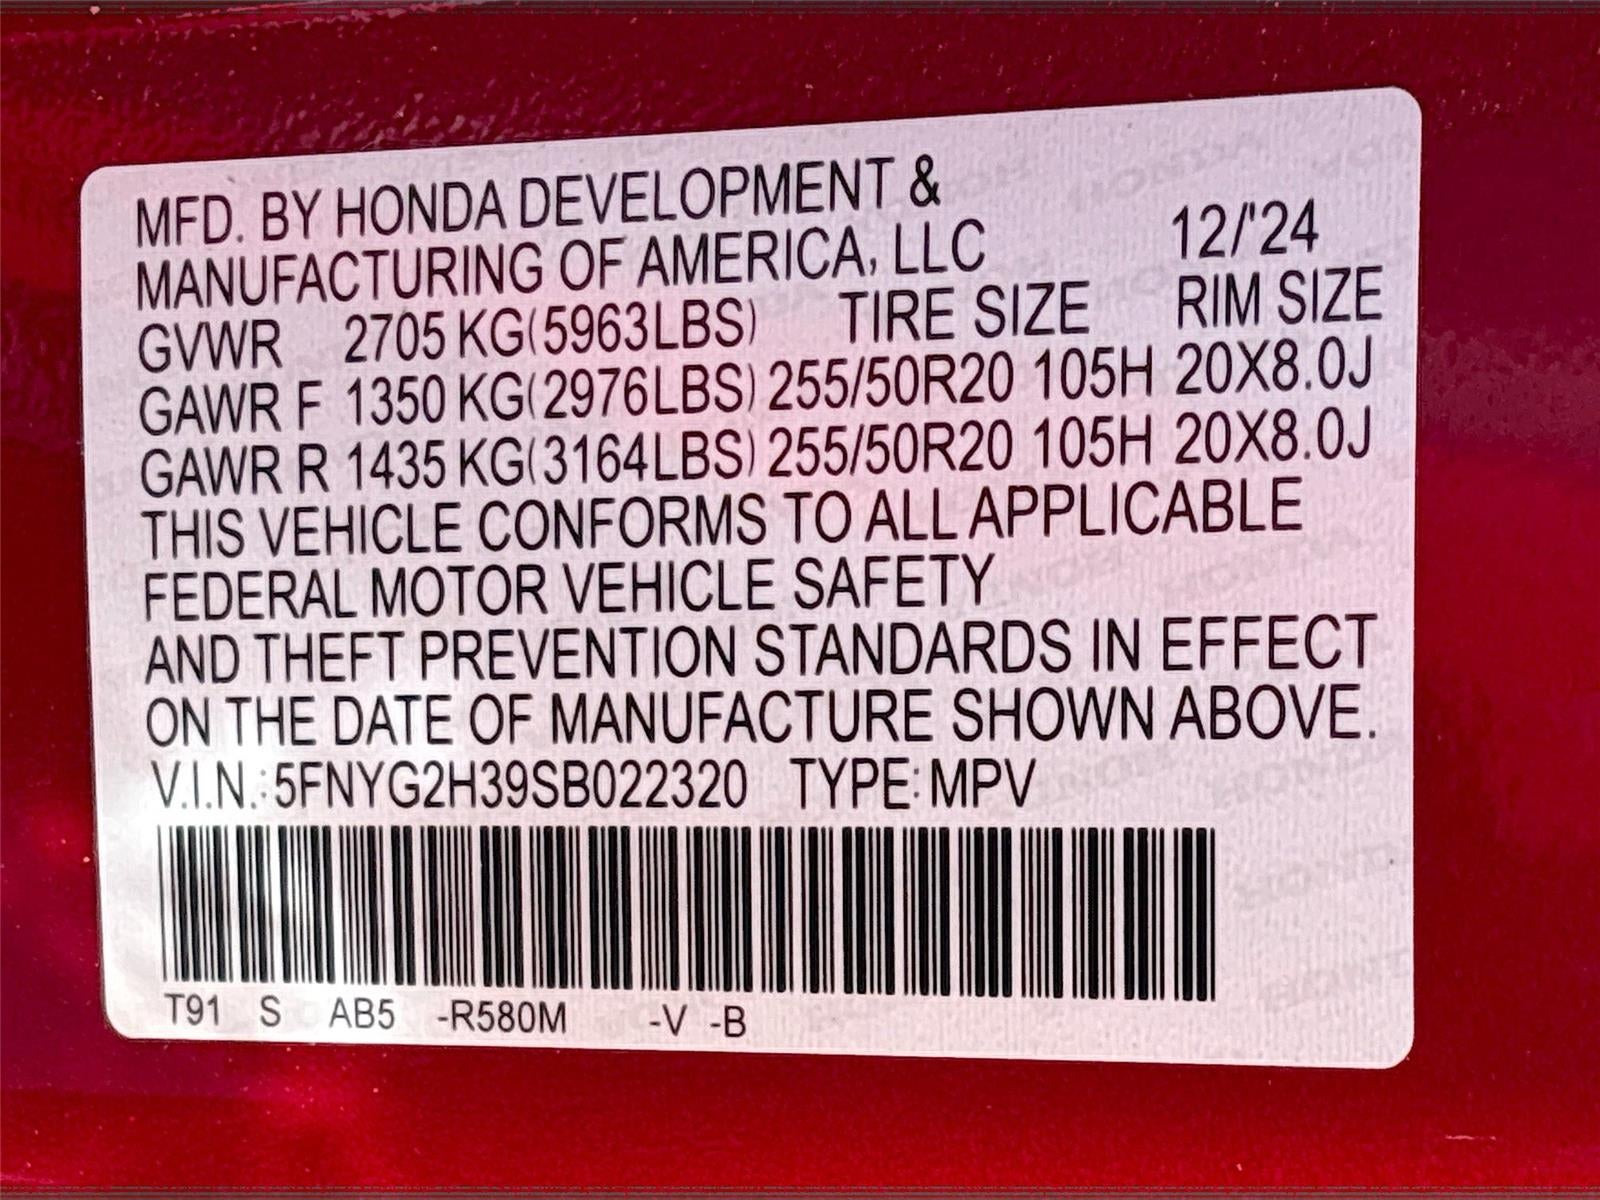 MFD. BY HONDA DEVELOPMENT &
MANUFACTURING OF AMERICA, LLC 12/'24
GVWR 2705 KG(5963LBS) TIRE SIZE RIM SIZE
GAWR F 1350 KG(2976LBS) 255/50R20 105H 20X8.0J
GAWR R 1435 KG(3164LBS) 255/50R20 105H 20X8.0J
THIS VEHICLE CONFORMS TO ALL APPLICABLE
FEDERAL MOTOR VEHICLE SAFETY
AND THEFT PREVENTION STANDARDS IN EFFECT
ON THE DATE OF MANUFACTURE SHOWN ABOVE.
V.I.N.:5FNYG2H39SB022320 TYPE:MPV
T91 S AB5 -R580M -V -B